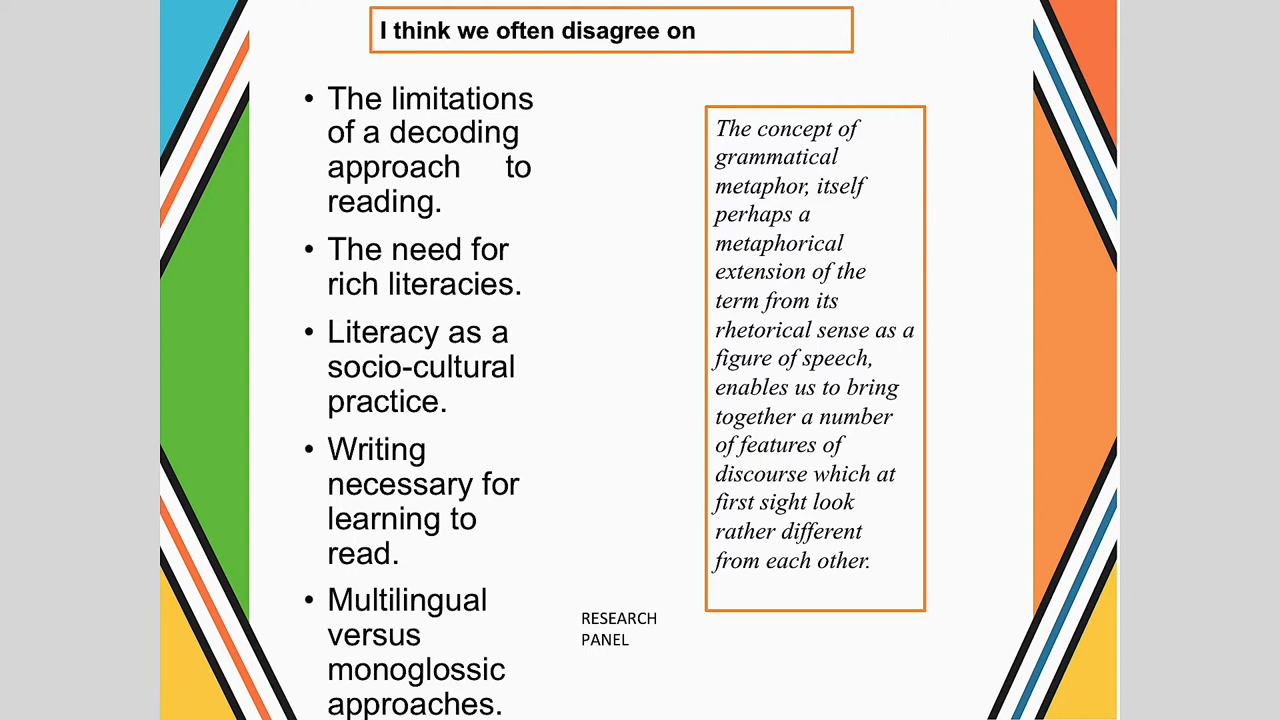 I think we often disagree on
• The limitations
of a decoding
approach to
reading.
• The need for
rich literacies.
• Literacy as a
socio-cultural
practice.
• Writing
necessary for
learning to
read.
• Multilingual
versus
monoglossic
approaches.
The concept of
grammatical
metaphor, itself
perhaps a
metaphorical
extension of the
term from its
rhetorical sense as a
figure of speech,
enables us to bring
together a number
of features of
discourse which at
first sight look
rather different
from each other.
RESEARCH
PANEL